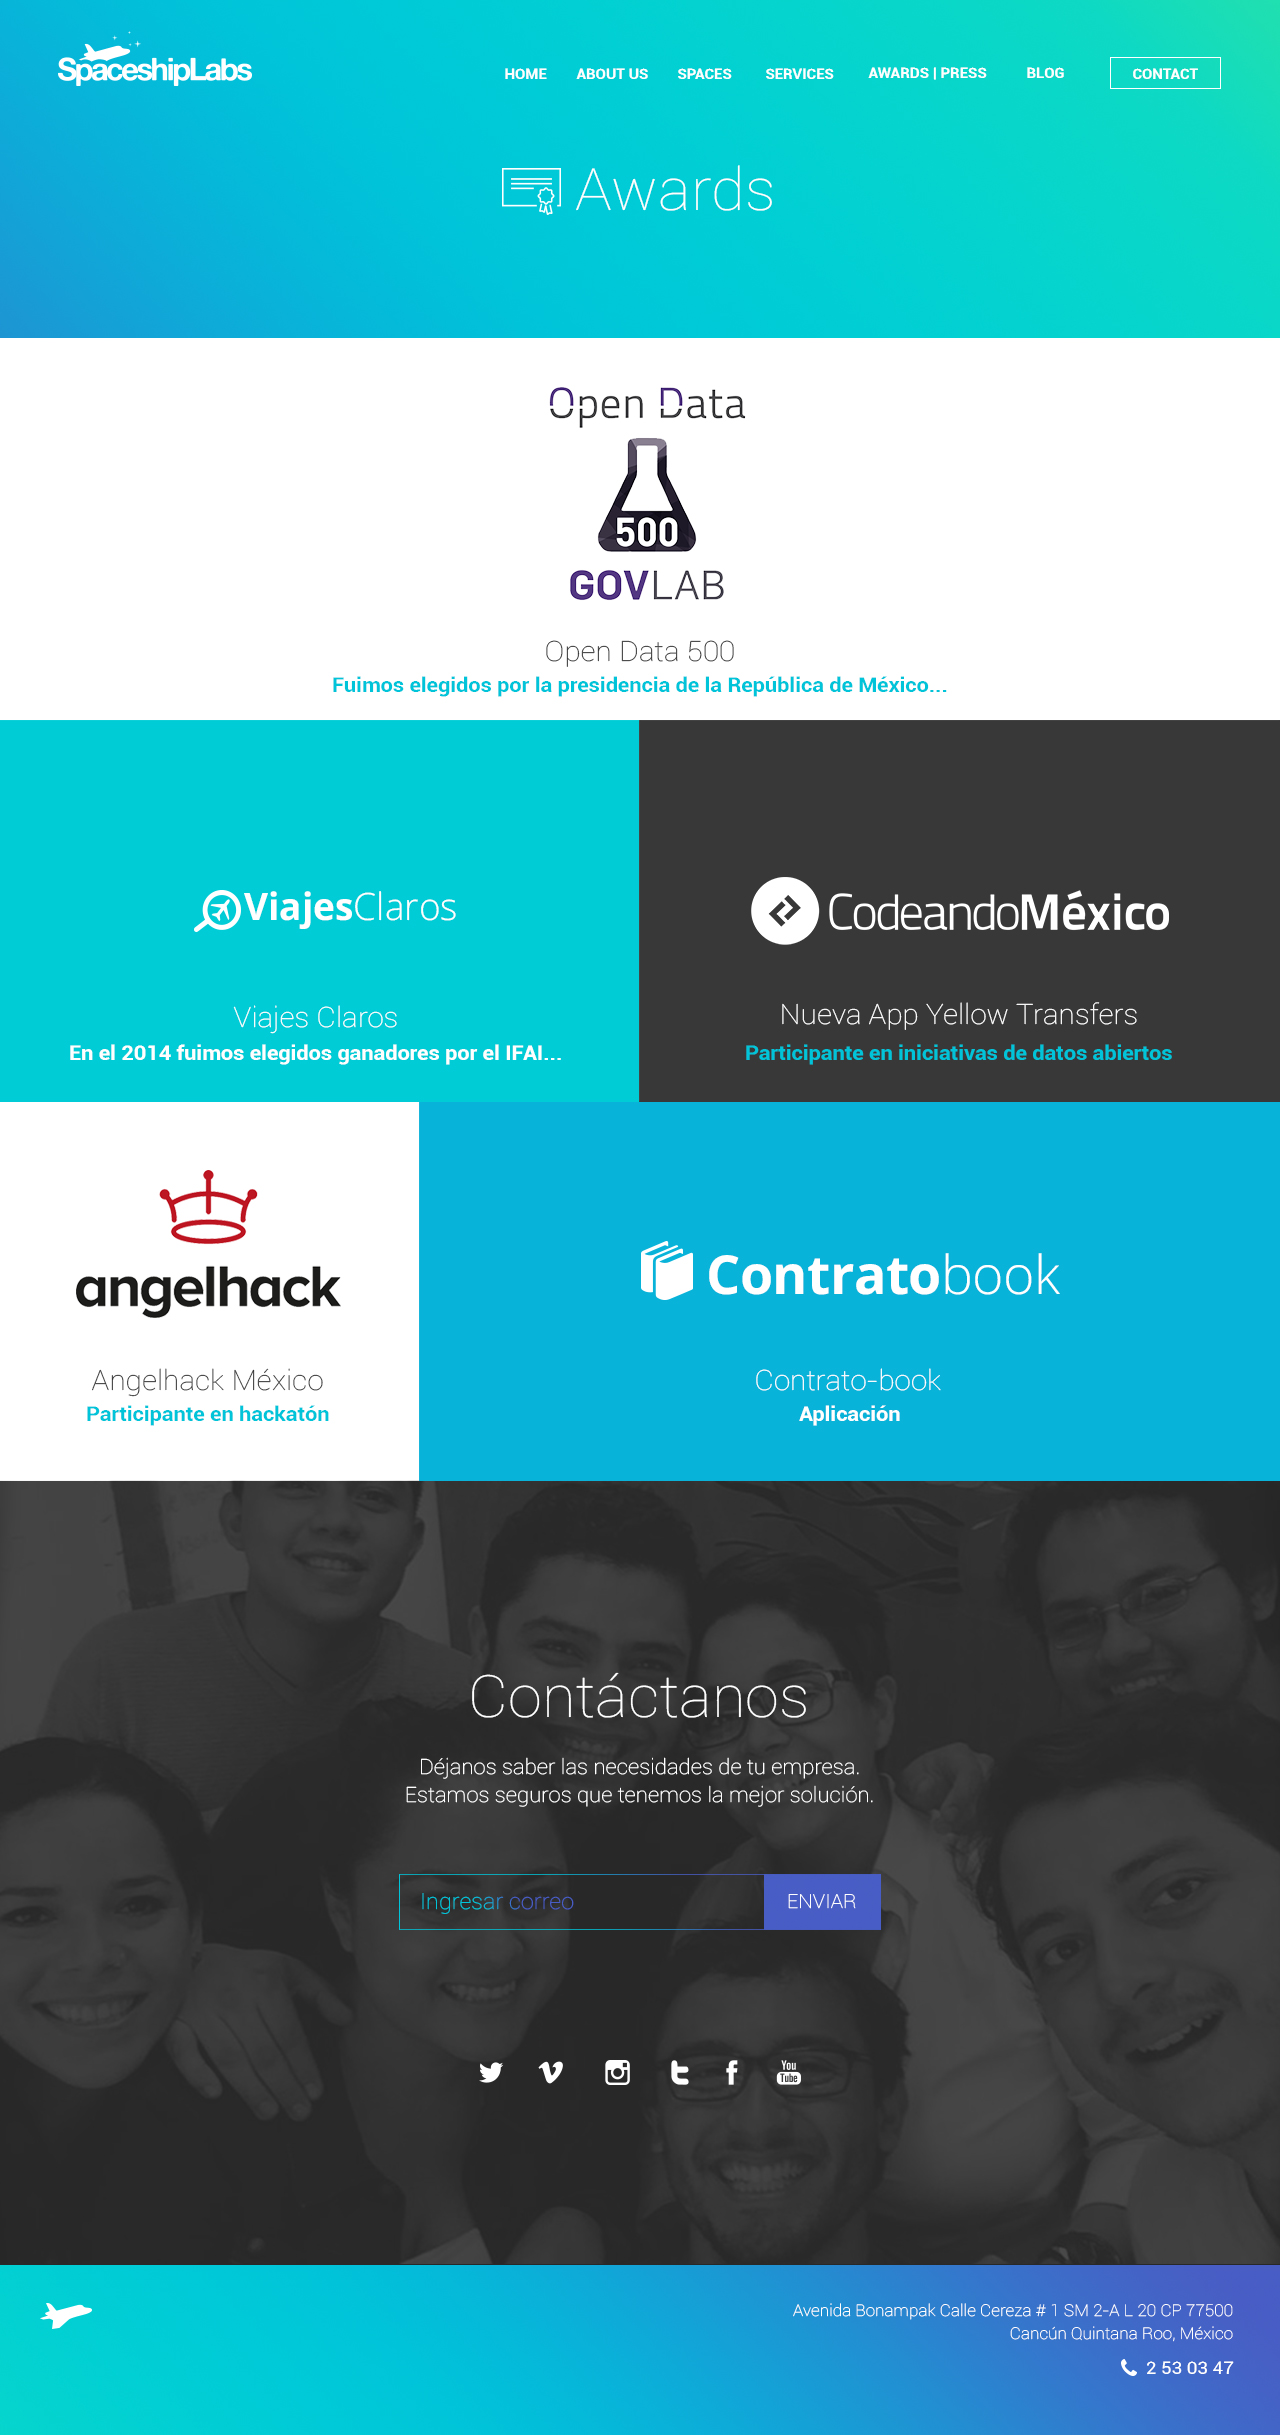 SpaceshipLabs
HOME ABOUT US SPACES SERVICES AWARDS | PRESS BLOG CONTACT
Awards
Open Data
500
GOVLAB
Open Data 500
Fuimos elegidos por la presidencia de la República de México...
ViajesClaros
Viajes Claros
En el 2014 fuimos elegidos ganadores por el IFAI...
CodeandoMéxico
Nueva App Yellow Transfers
Participante en iniciativas de datos abiertos
angelhack
Angelhack México
Participante en hackatón
Contratobook
Contrato-book
Aplicación
Contáctanos
Déjanos saber las necesidades de tu empresa.
Estamos seguros que tenemos la mejor solución.
Ingresar correo
ENVIAR
You
Tube
Avenida Bonampak Calle Cereza # 1 SM 2-A L 20 CP 77500
Cancún Quintana Roo, México
2 53 03 47